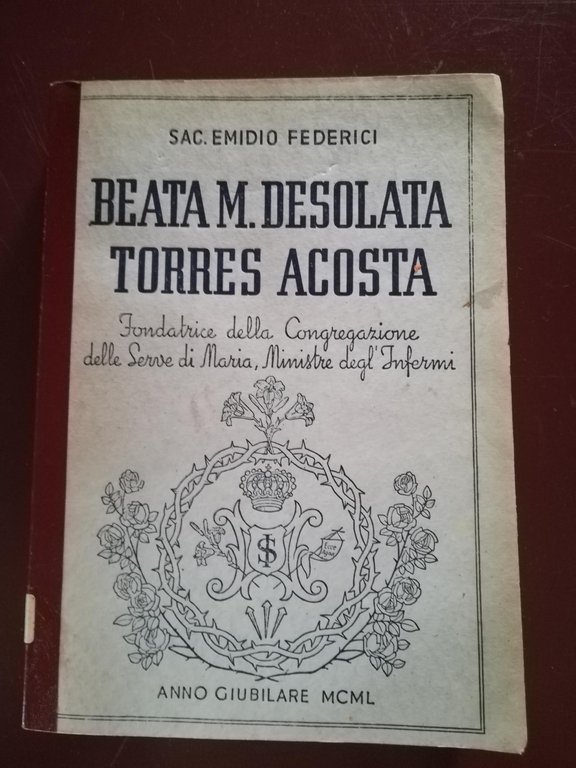 SAC. EMIDIO FEDERICI
BEATA M. DESOLATA
TORRES ACOSTA
Fondatrice della Congregazione
delle Serve di Maria, Ministre degl'Infermi
Ecce
ANNO GIUBILARE MCML